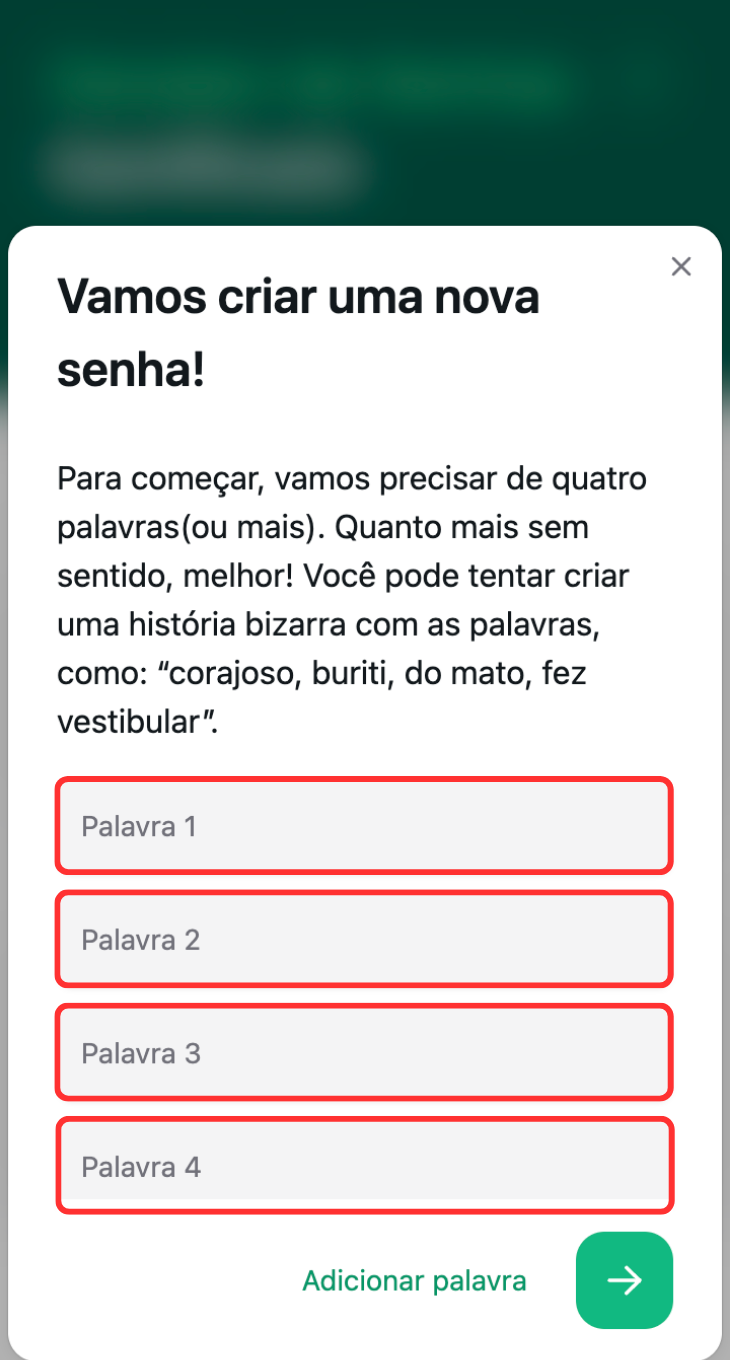 Vamos criar uma nova
senha!
Para começar, vamos precisar de quatro
palavras(ou mais). Quanto mais sem
sentido, melhor! Você pode tentar criar
uma história bizarra com as palavras,
como: “corajoso, buriti, do mato, fez
vestibular”.
Palavra 1
Palavra 2
Palavra 3
Palavra 4
Adicionar palavra